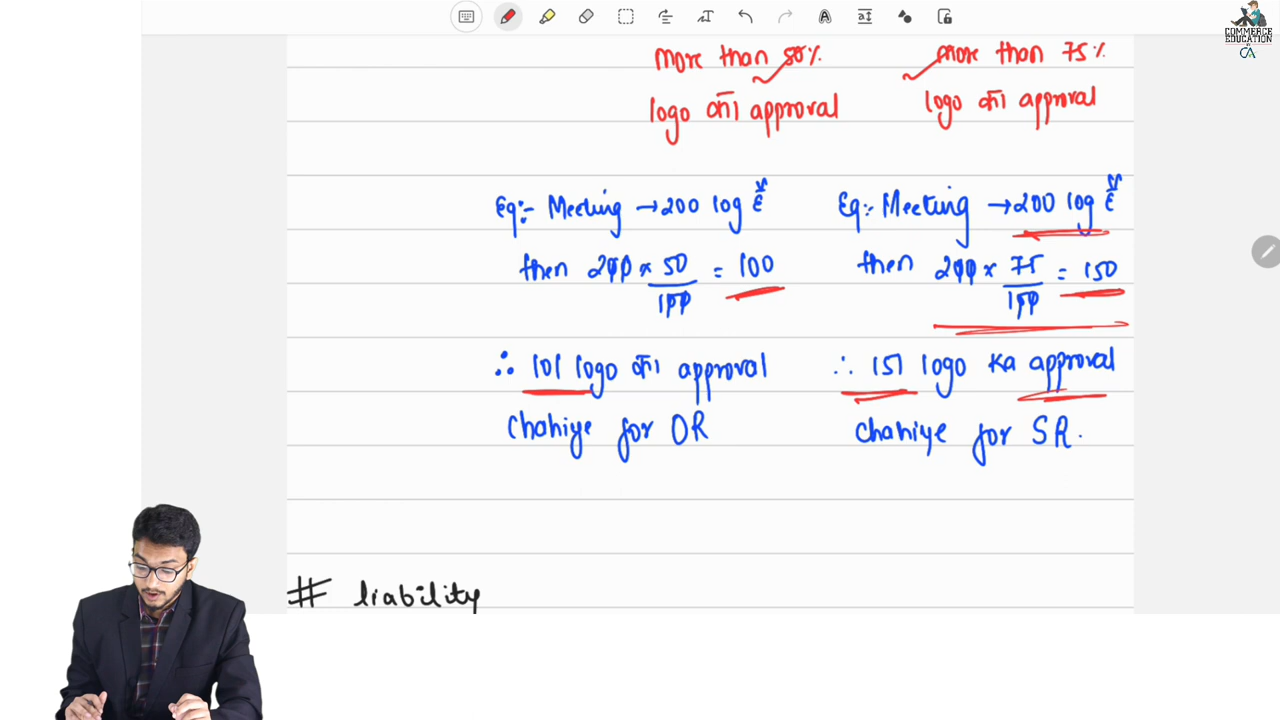 COMMERCE
EDUCATION
BY
CA
more than 50%
logo का approval
Eg:- Meeting → 200 log है
then 200 × 50/100 = 100
∴ 101 logo का approval
Chahiye for OR
more than 75%
logo का approval
Eg:- Meeting → 200 log है
then 200 × 75/100 = 150
∴ 151 logo ka approval
chahiye for SR.
# liability